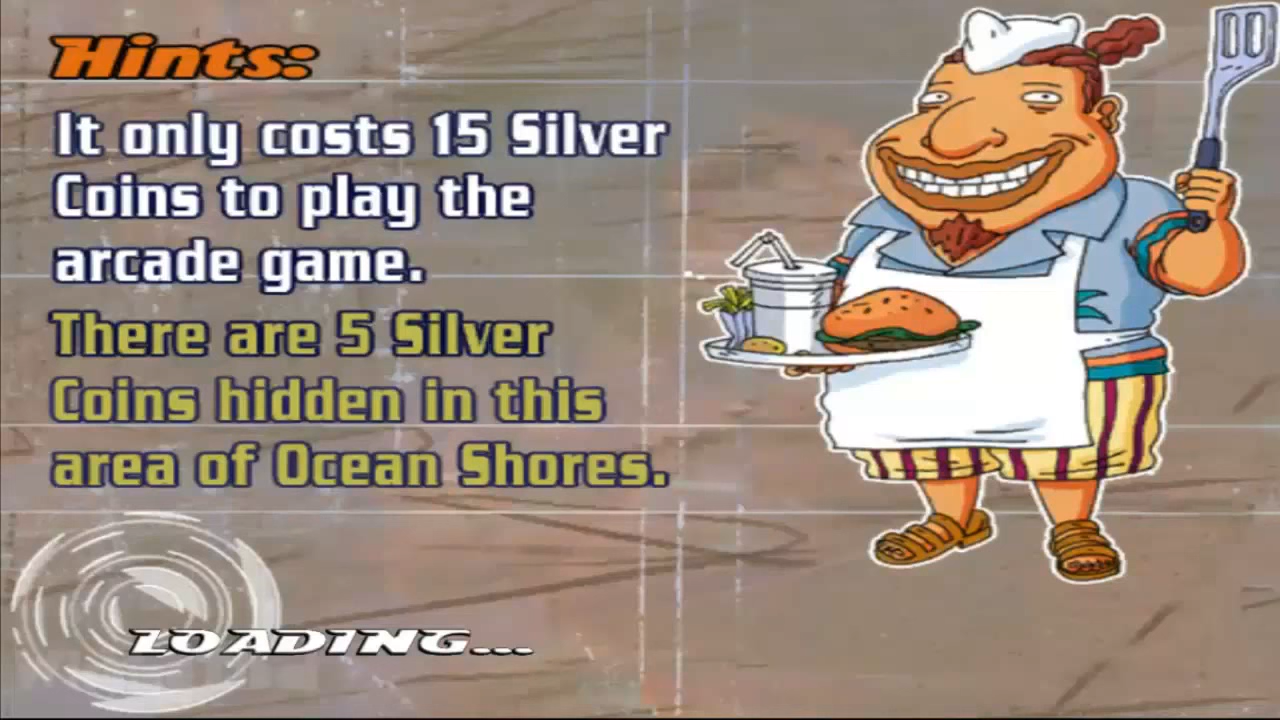 Hints:
It only costs 15 Silver
Coins to play the
arcade game.
There are 5 Silver
Coins hidden in this
area of Ocean Shores.
LOADING...